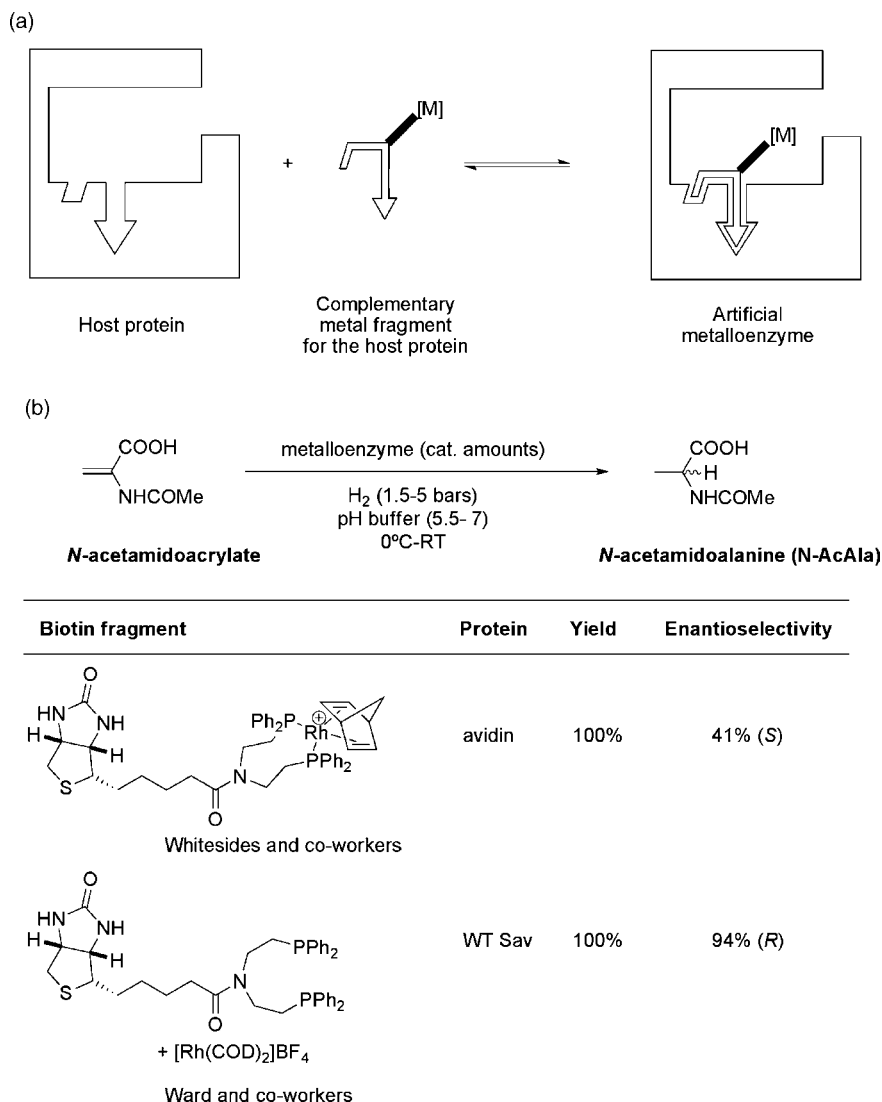 (a)
[M]
[M]
+
Host protein
Complementary
metal fragment
for the host protein
Artificial
metalloenzyme
(b)
COOH
NHCOMe
N-acetamidoacrylate
metalloenzyme (cat. amounts)
H2 (1.5-5 bars)
pH buffer (5.5- 7)
0ºC-RT
COOH
H
NHCOMe
N-acetamidoalanine (N-AcAla)
Biotin fragment Protein Yield Enantioselectivity
O
HN NH
H
H
S
O
N
Ph2P
Rh
+
PPh2
avidin 100% 41% (S)
Whitesides and co-workers
O
HN NH
H
H
S
O
N
PPh2
PPh2
WT Sav 100% 94% (R)
+ [Rh(COD)2]BF4
Ward and co-workers